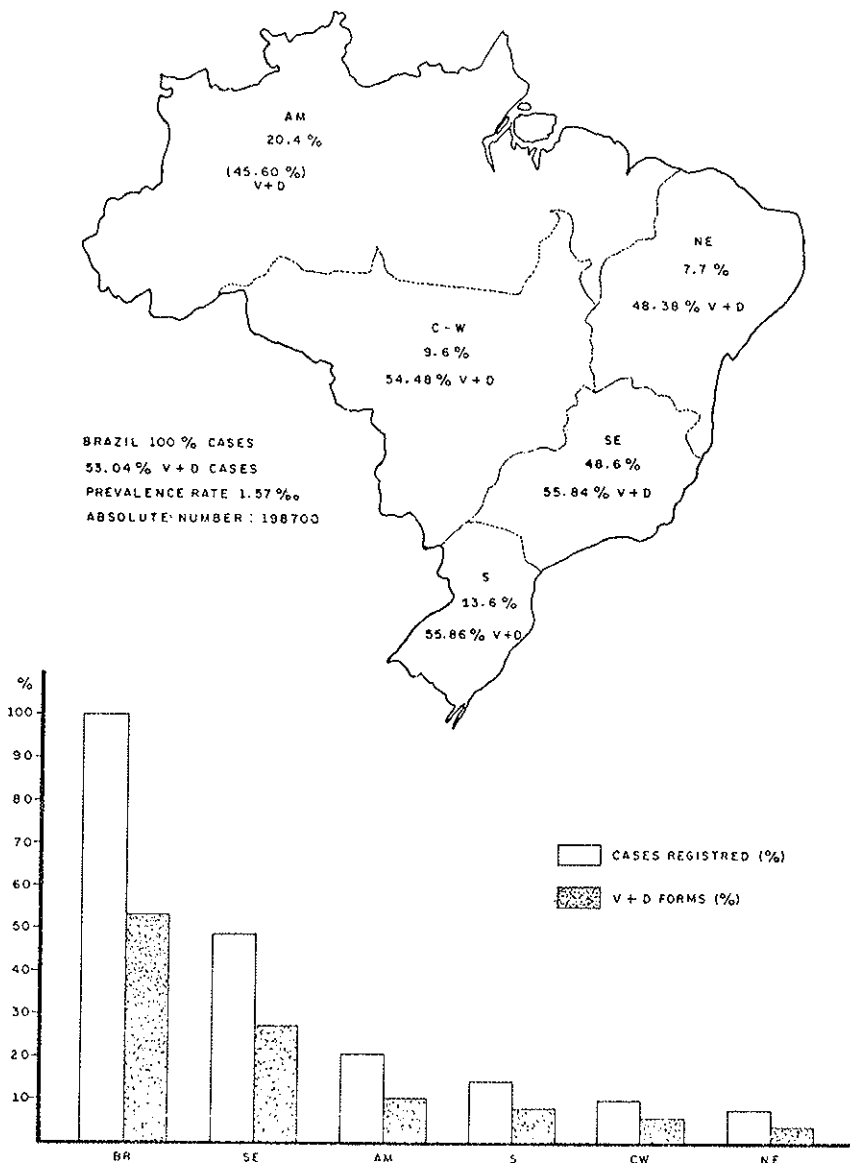 AM
20.4 %
(45.60 %)
V+D
NE
7.7 %
48.38 % V + D
C - W
9.6 %
54.48 % V + D
SE
48.6 %
55.84 % V + D
BRAZIL 100 % CASES
53.04 % V + D CASES
PREVALENCE RATE 1.57 ‰
ABSOLUTE NUMBER : 198700
S
13.6 %
55.86 % V+D
%
100
90
80
70
60
50
40
30
20
10
CASES REGISTRED (%)
V + D FORMS (%)
BR
SE
AM
S
CW
NE